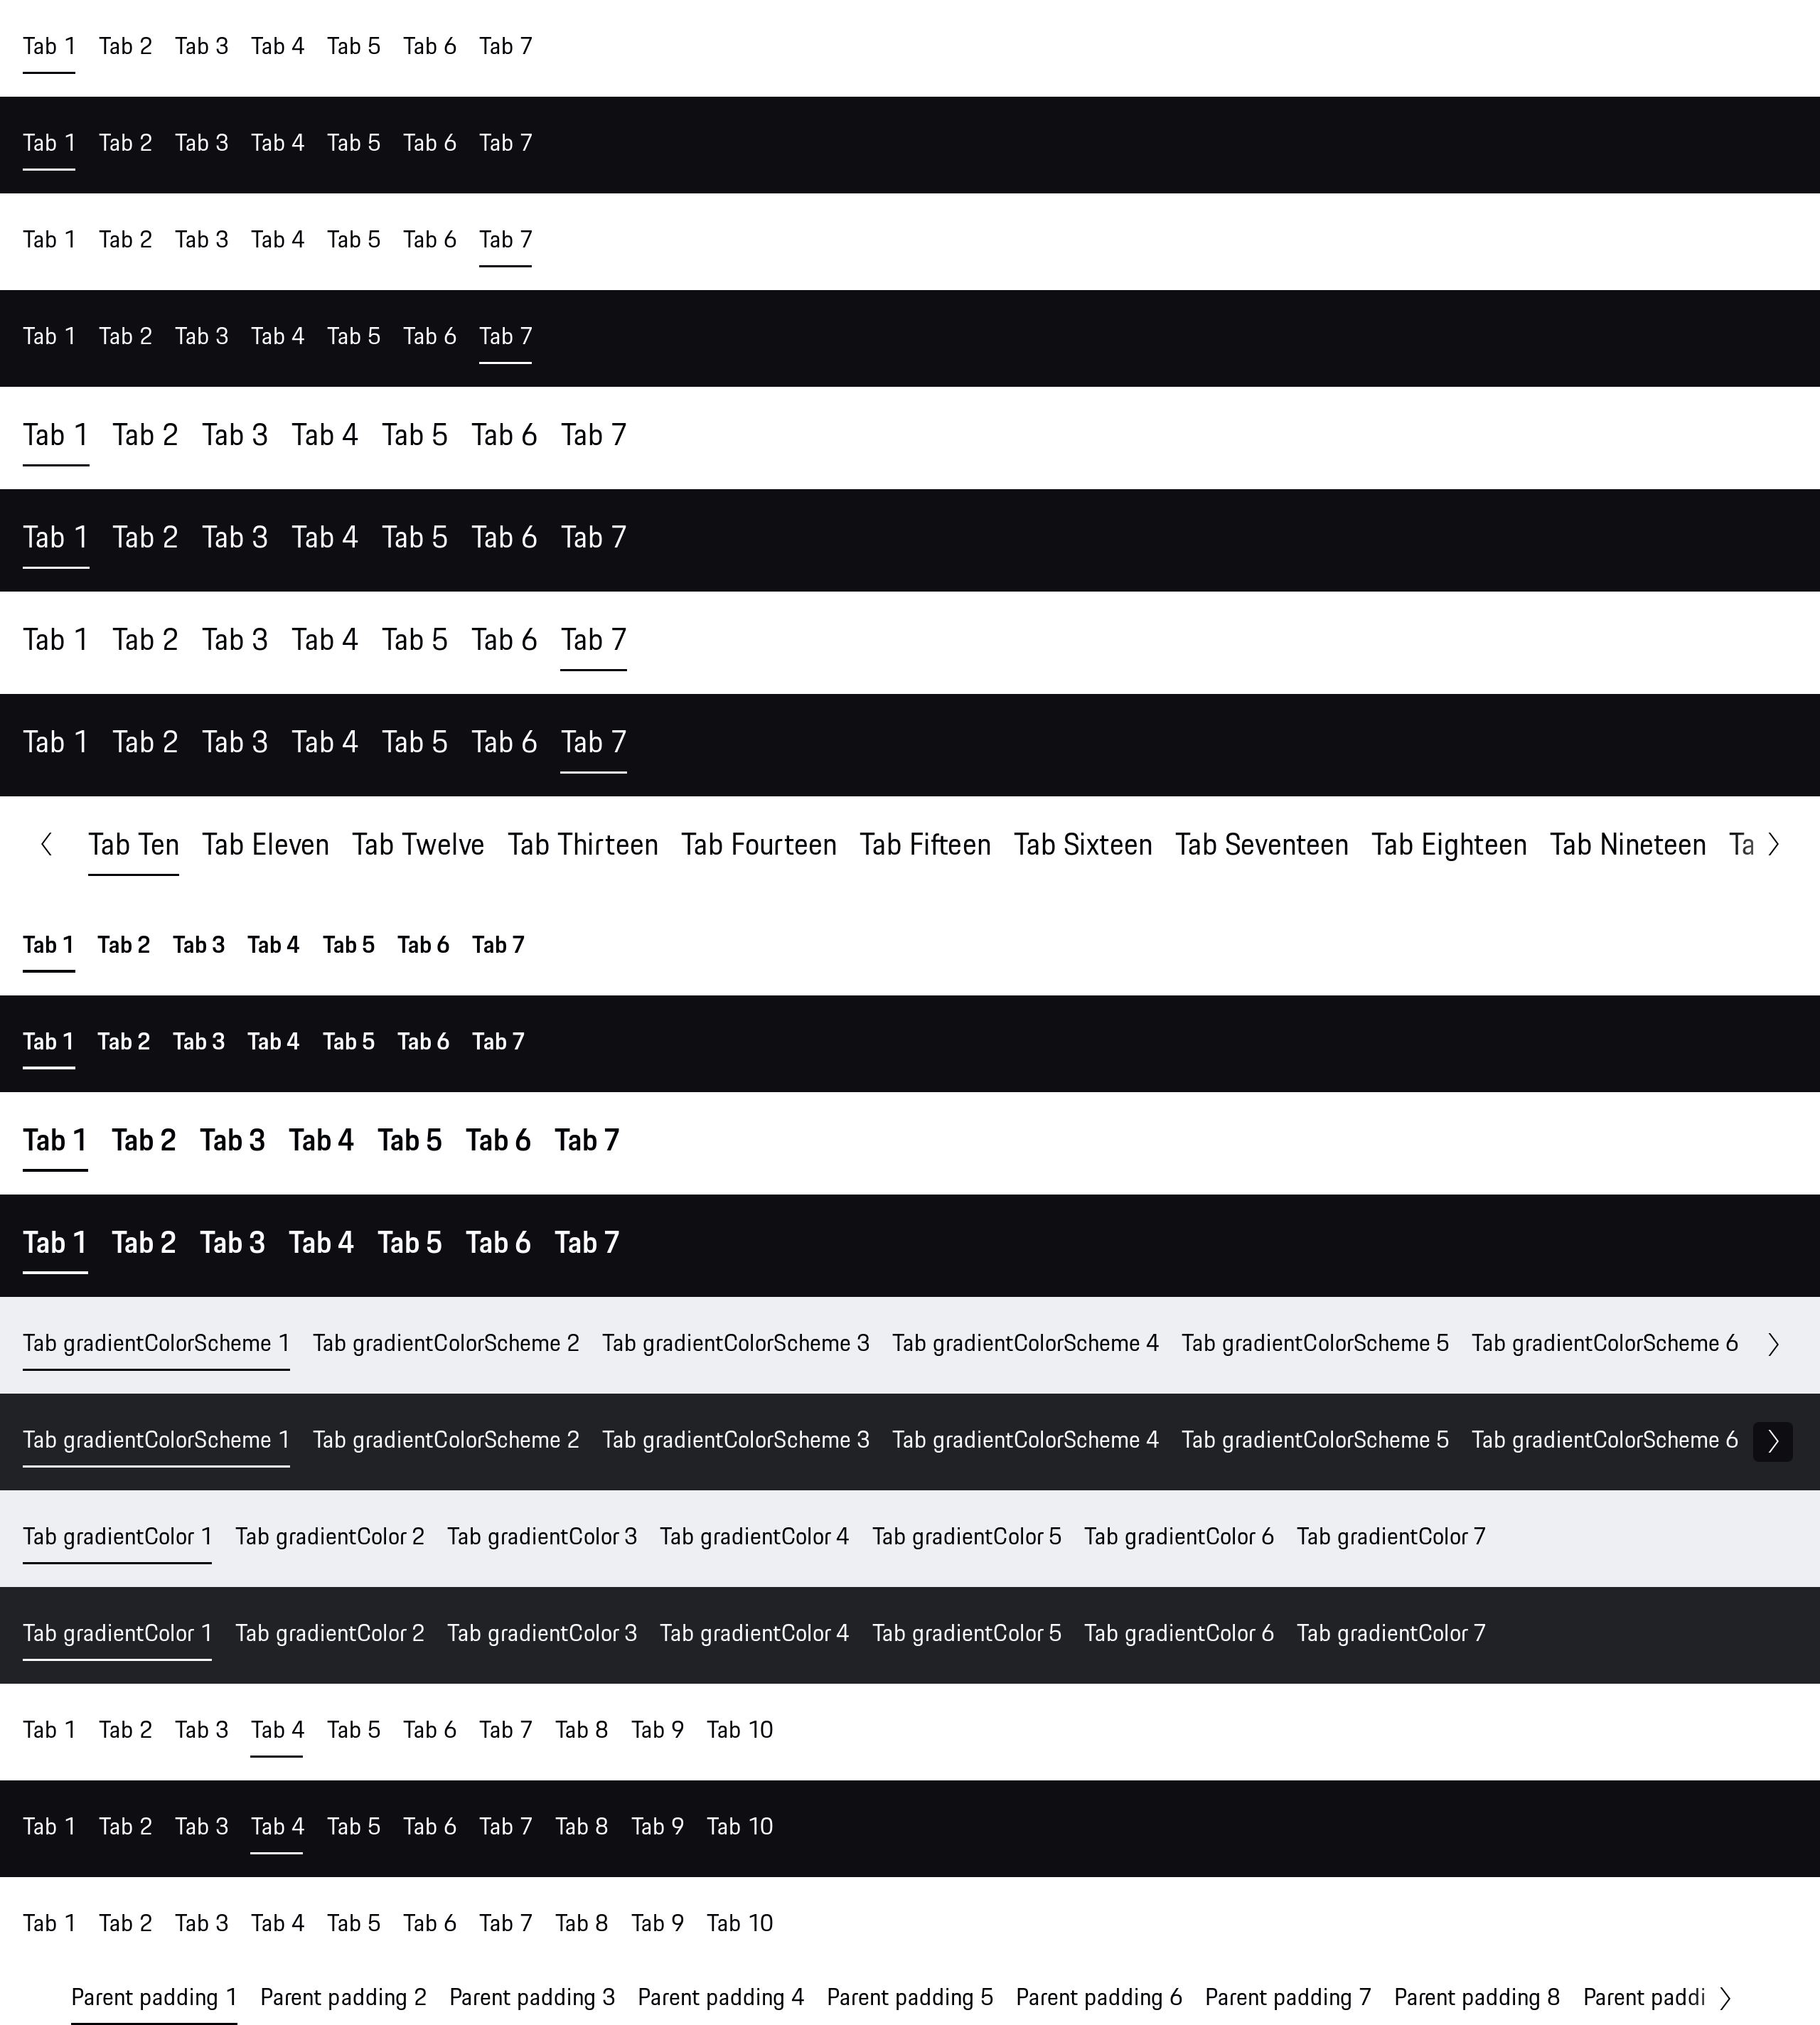 Tab 1 Tab 2 Tab 3 Tab 4 Tab 5 Tab 6 Tab 7
Tab 1 Tab 2 Tab 3 Tab 4 Tab 5 Tab 6 Tab 7
Tab 1 Tab 2 Tab 3 Tab 4 Tab 5 Tab 6 Tab 7
Tab 1 Tab 2 Tab 3 Tab 4 Tab 5 Tab 6 Tab 7
Tab 1 Tab 2 Tab 3 Tab 4 Tab 5 Tab 6 Tab 7
Tab 1 Tab 2 Tab 3 Tab 4 Tab 5 Tab 6 Tab 7
Tab 1 Tab 2 Tab 3 Tab 4 Tab 5 Tab 6 Tab 7
Tab 1 Tab 2 Tab 3 Tab 4 Tab 5 Tab 6 Tab 7
Tab Ten Tab Eleven Tab Twelve Tab Thirteen Tab Fourteen Tab Fifteen Tab Sixteen Tab Seventeen Tab Eighteen Tab Nineteen Ta
Tab 1 Tab 2 Tab 3 Tab 4 Tab 5 Tab 6 Tab 7
Tab 1 Tab 2 Tab 3 Tab 4 Tab 5 Tab 6 Tab 7
Tab 1 Tab 2 Tab 3 Tab 4 Tab 5 Tab 6 Tab 7
Tab 1 Tab 2 Tab 3 Tab 4 Tab 5 Tab 6 Tab 7
Tab gradientColorScheme 1 Tab gradientColorScheme 2 Tab gradientColorScheme 3 Tab gradientColorScheme 4 Tab gradientColorScheme 5 Tab gradientColorScheme 6
Tab gradientColorScheme 1 Tab gradientColorScheme 2 Tab gradientColorScheme 3 Tab gradientColorScheme 4 Tab gradientColorScheme 5 Tab gradientColorScheme 6
Tab gradientColor 1 Tab gradientColor 2 Tab gradientColor 3 Tab gradientColor 4 Tab gradientColor 5 Tab gradientColor 6 Tab gradientColor 7
Tab gradientColor 1 Tab gradientColor 2 Tab gradientColor 3 Tab gradientColor 4 Tab gradientColor 5 Tab gradientColor 6 Tab gradientColor 7
Tab 1 Tab 2 Tab 3 Tab 4 Tab 5 Tab 6 Tab 7 Tab 8 Tab 9 Tab 10
Tab 1 Tab 2 Tab 3 Tab 4 Tab 5 Tab 6 Tab 7 Tab 8 Tab 9 Tab 10
Tab 1 Tab 2 Tab 3 Tab 4 Tab 5 Tab 6 Tab 7 Tab 8 Tab 9 Tab 10
Parent padding 1 Parent padding 2 Parent padding 3 Parent padding 4 Parent padding 5 Parent padding 6 Parent padding 7 Parent padding 8 Parent paddi